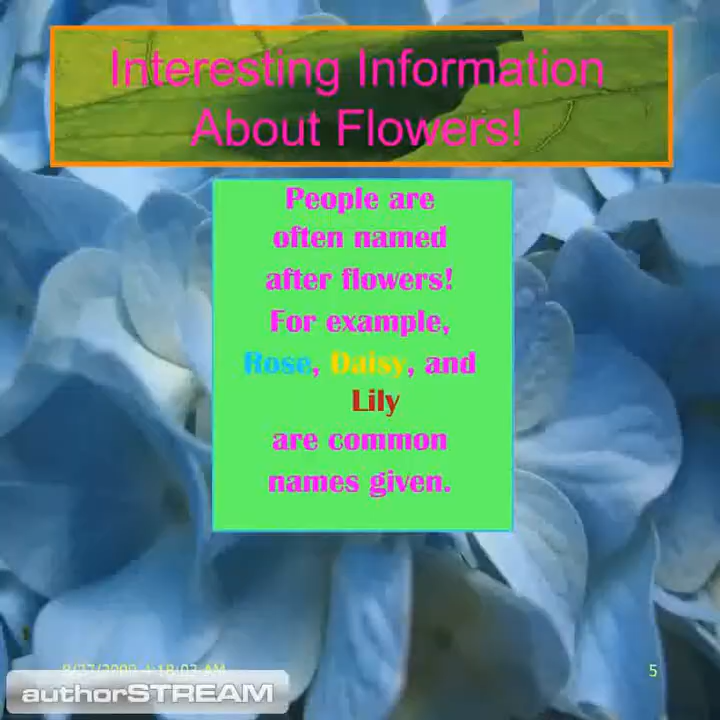 Interesting Information
About Flowers!
People are
often named
after flowers!
For example,
Rose, Daisy, and
Lily
are common
names given.
5
authorSTREAM